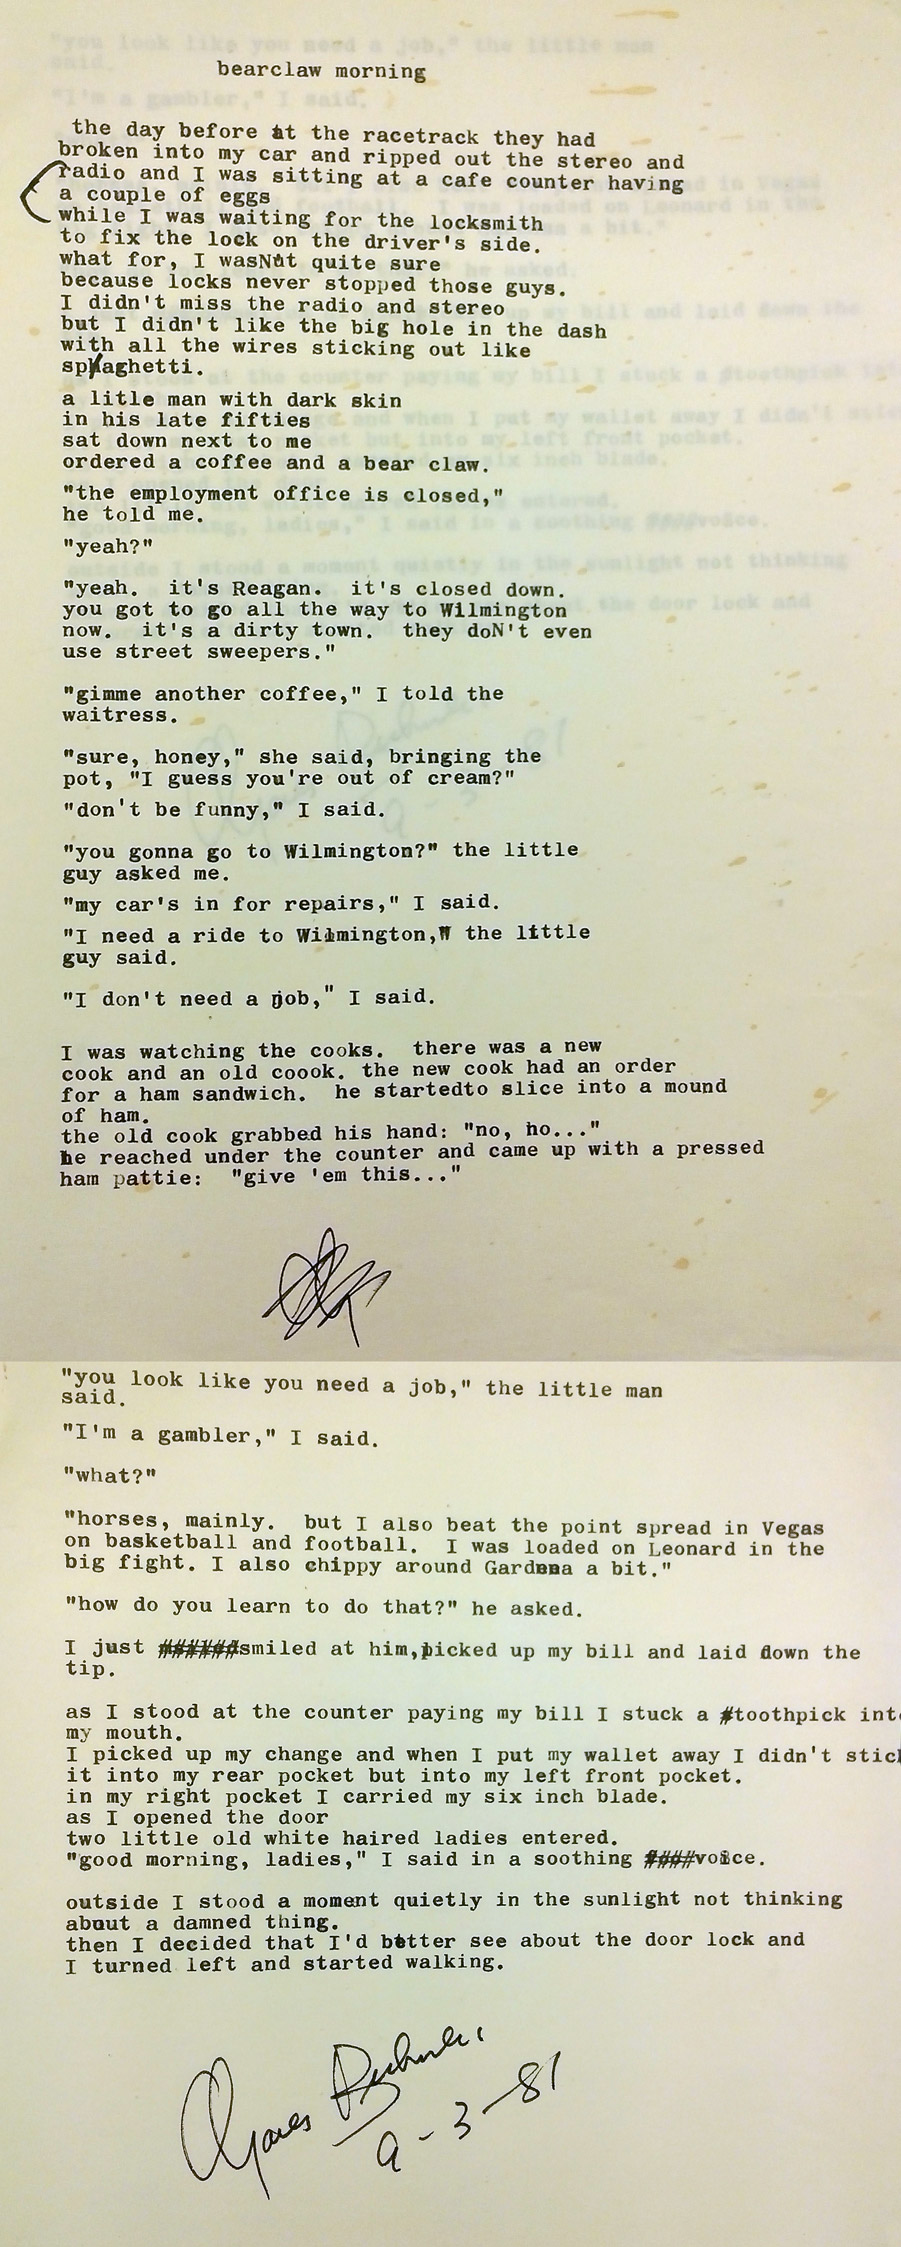 bearclaw morning
the day before at the racetrack they had
broken into my car and ripped out the stereo and
radio and I was sitting at a cafe counter having
a couple of eggs
while I was waiting for the locksmith
to fix the lock on the driver's side.
what for, I wasN't quite sure
because locks never stopped those guys.
I didn't miss the radio and stereo
but I didn't like the big hole in the dash
with all the wires sticking out like
spaghetti.
a litle man with dark skin
in his late fifties
sat down next to me
ordered a coffee and a bear claw.
"the employment office is closed,"
he told me.
"yeah?"
"yeah.  it's Reagan.  it's closed down.
you got to go all the way to Wilmington
now.  it's a dirty town.  they doN't even
use street sweepers."
"gimme another coffee," I told the
waitress.
"sure, honey," she said, bringing the
pot, "I guess you're out of cream?"
"don't be funny," I said.
"you gonna go to Wilmington?" the little
guy asked me.
"my car's in for repairs," I said.
"I need a ride to Wilmington," the little
guy said.
"I don't need a job," I said.
I was watching the cooks.  there was a new
cook and an old coook. the new cook had an order
for a ham sandwich.  he startedto slice into a mound
of ham.
the old cook grabbed his hand: "no, no..."
he reached under the counter and came up with a pressed
ham pattie:  "give 'em this..."
"you look like you need a job," the little man
said.
"I'm a gambler," I said.
"what?"
"horses, mainly.  but I also beat the point spread in Vegas
on basketball and football.  I was loaded on Leonard in the
big fight. I also chippy around Gardena a bit."
"how do you learn to do that?" he asked.
I just smiled at him,picked up my bill and laid down the
tip.
as I stood at the counter paying my bill I stuck a toothpick into
my mouth.
I picked up my change and when I put my wallet away I didn't stick
it into my rear pocket but into my left front pocket.
in my right pocket I carried my six inch blade.
as I opened the door
two little old white haired ladies entered.
"good morning, ladies," I said in a soothing voice.
outside I stood a moment quietly in the sunlight not thinking
about a damned thing.
then I decided that I'd better see about the door lock and
I turned left and started walking.
Charles Bukowski
9-3-81